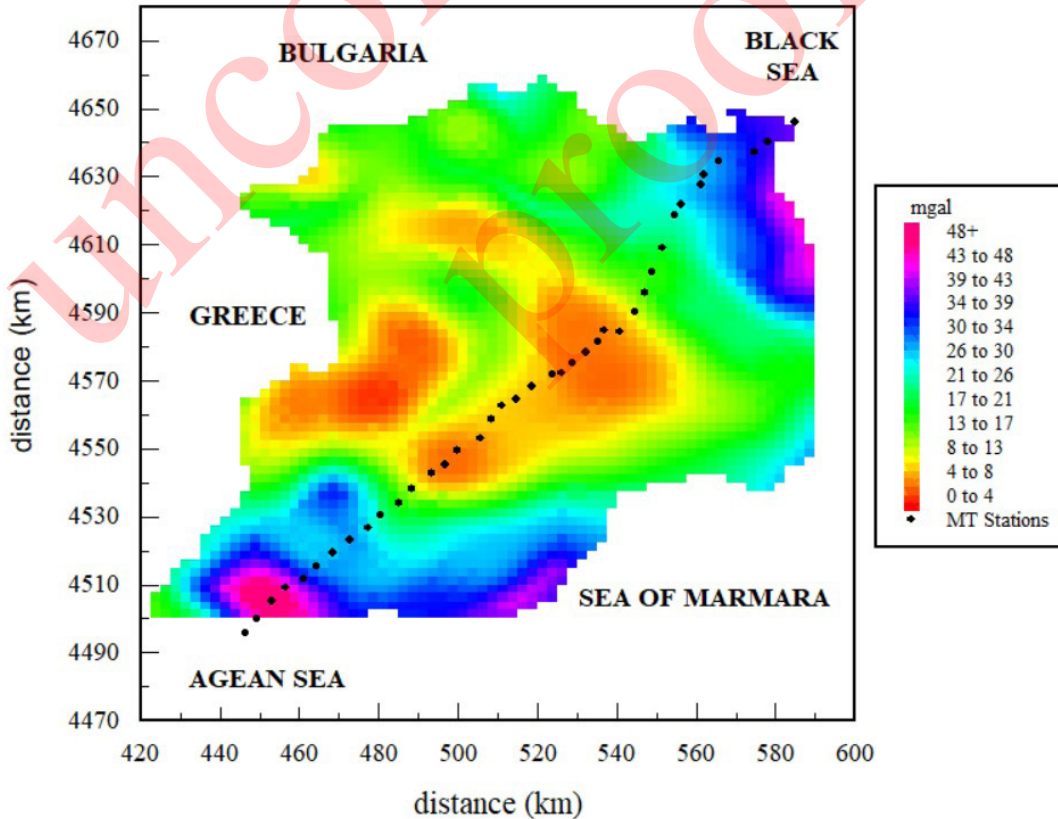 uncor
proo
BULGARIA
BLACK
SEA
GREECE
SEA OF MARMARA
AGEAN SEA
distance (km)
4670
4650
4630
4610
4590
4570
4550
4530
4510
4490
4470
420 440 460 480 500 520 540 560 580 600
distance (km)
mgal
48+
43 to 48
39 to 43
34 to 39
30 to 34
26 to 30
21 to 26
17 to 21
13 to 17
8 to 13
4 to 8
0 to 4
MT Stations